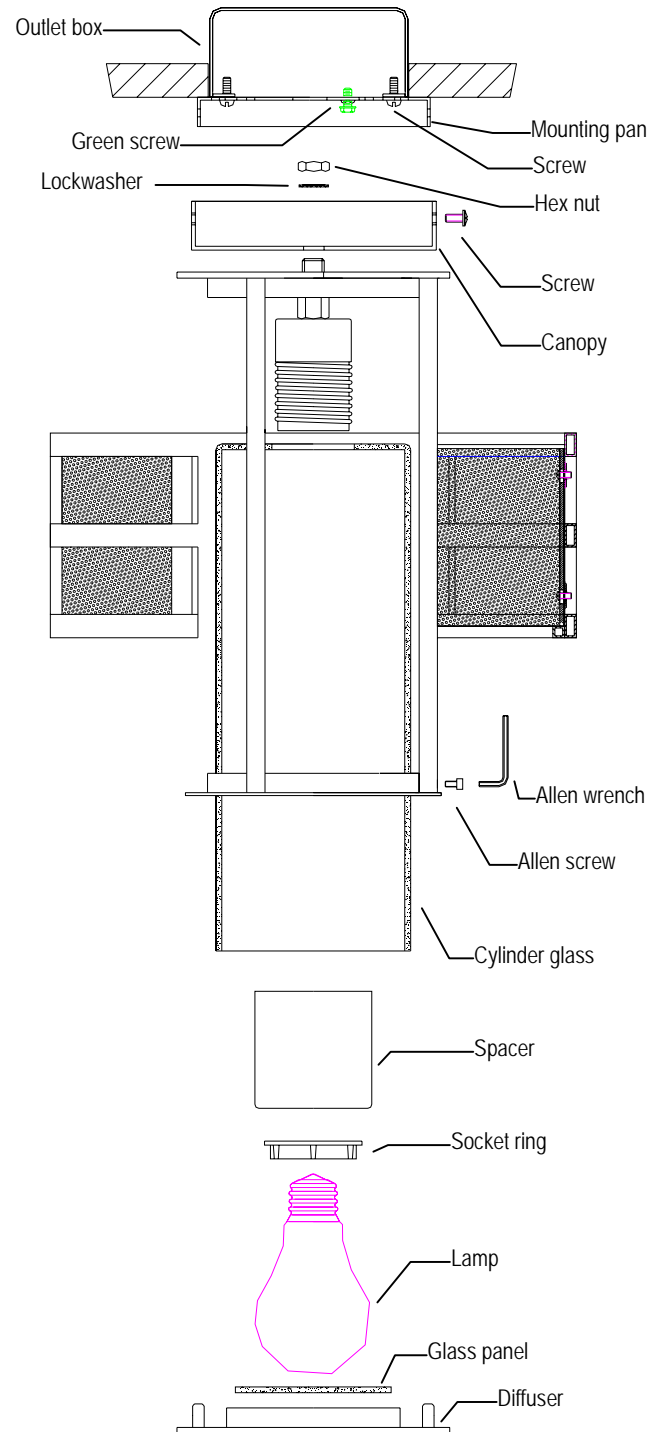 Outlet box
Mounting pan
Green screw
Screw
Lockwasher
Hex nut
Screw
Canopy
Allen wrench
Allen screw
Cylinder glass
Spacer
Socket ring
Lamp
Glass panel
Diffuser